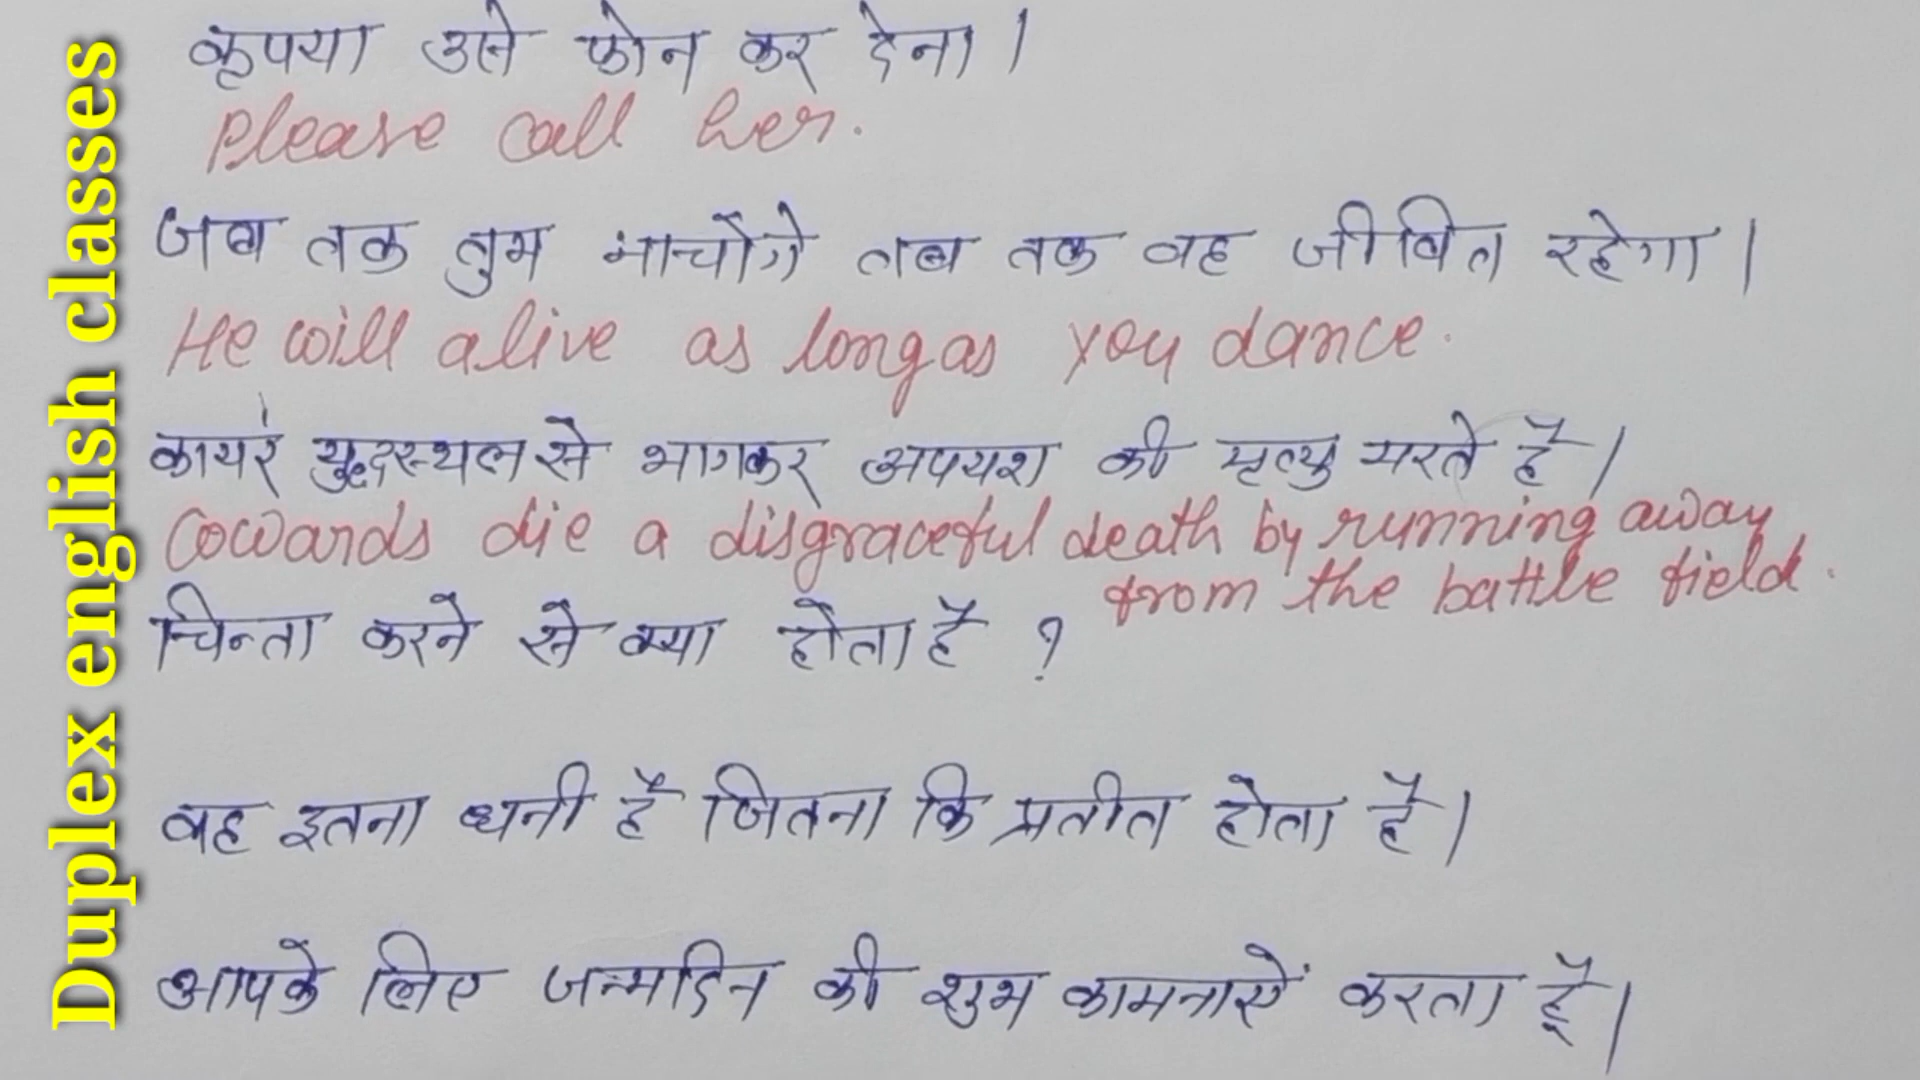 Duplex english classes
कृपया उसे फोन कर देना।
Please call her.
जब तक तुम नाचोगे तब तक वह जीवित रहेगा।
He will alive as long as you dance.
कायर युद्धस्थल से भागकर अपयश की मृत्यु मरते है।
Cowards die a disgraceful death by running away
from the battle field.
चिन्ता करने से क्या होता है ?
वह इतना धनी है जितना कि प्रतीत होता है।
आपके लिए जन्मदिन की शुभ कामनाऐं करता हूँ।